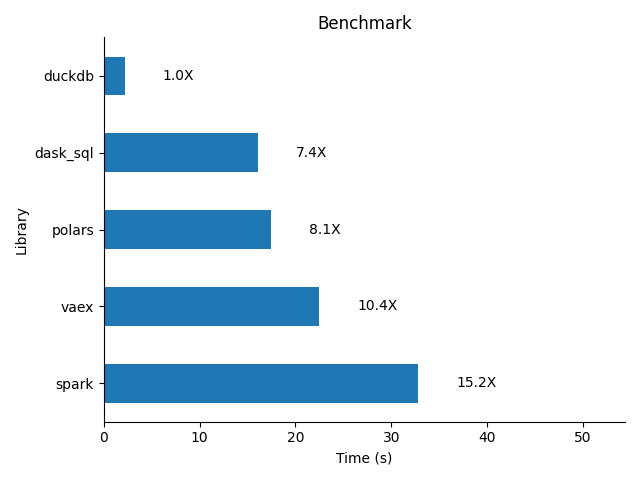 Benchmark
duckdb
1.0X
dask_sql
7.4X
polars
8.1X
vaex
10.4X
spark
15.2X
Library
0 10 20 30 40 50
Time (s)